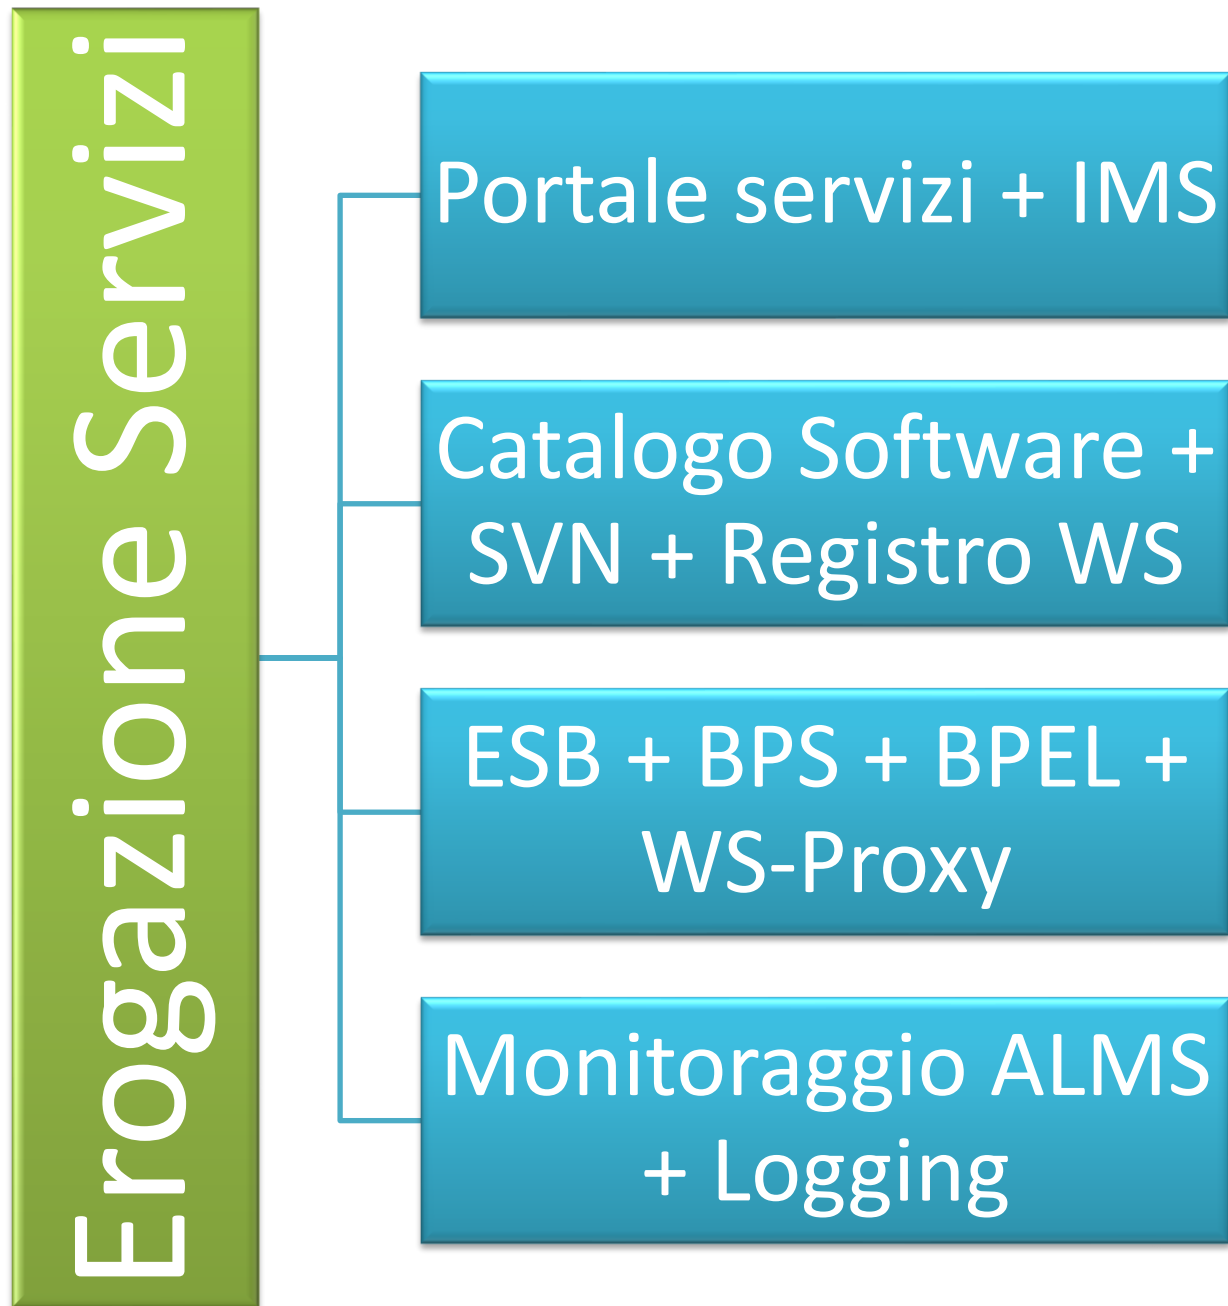 Erogazione Servizi
Portale servizi + IMS
Catalogo Software +
SVN + Registro WS
ESB + BPS + BPEL +
WS-Proxy
Monitoraggio ALMS
+ Logging